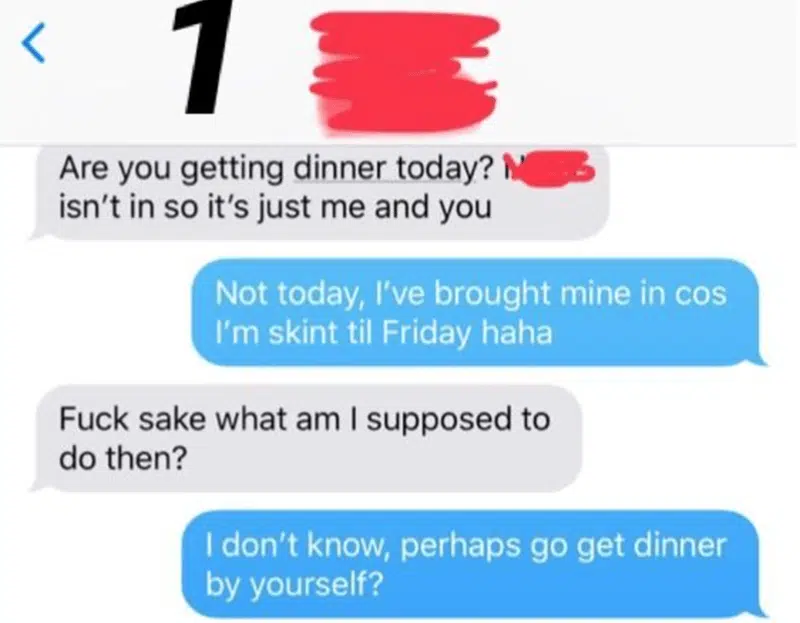 1
Are you getting dinner today?
isn't in so it's just me and you
Not today, I've brought mine in cos
I'm skint til Friday haha
Fuck sake what am I supposed to
do then?
I don't know, perhaps go get dinner
by yourself?